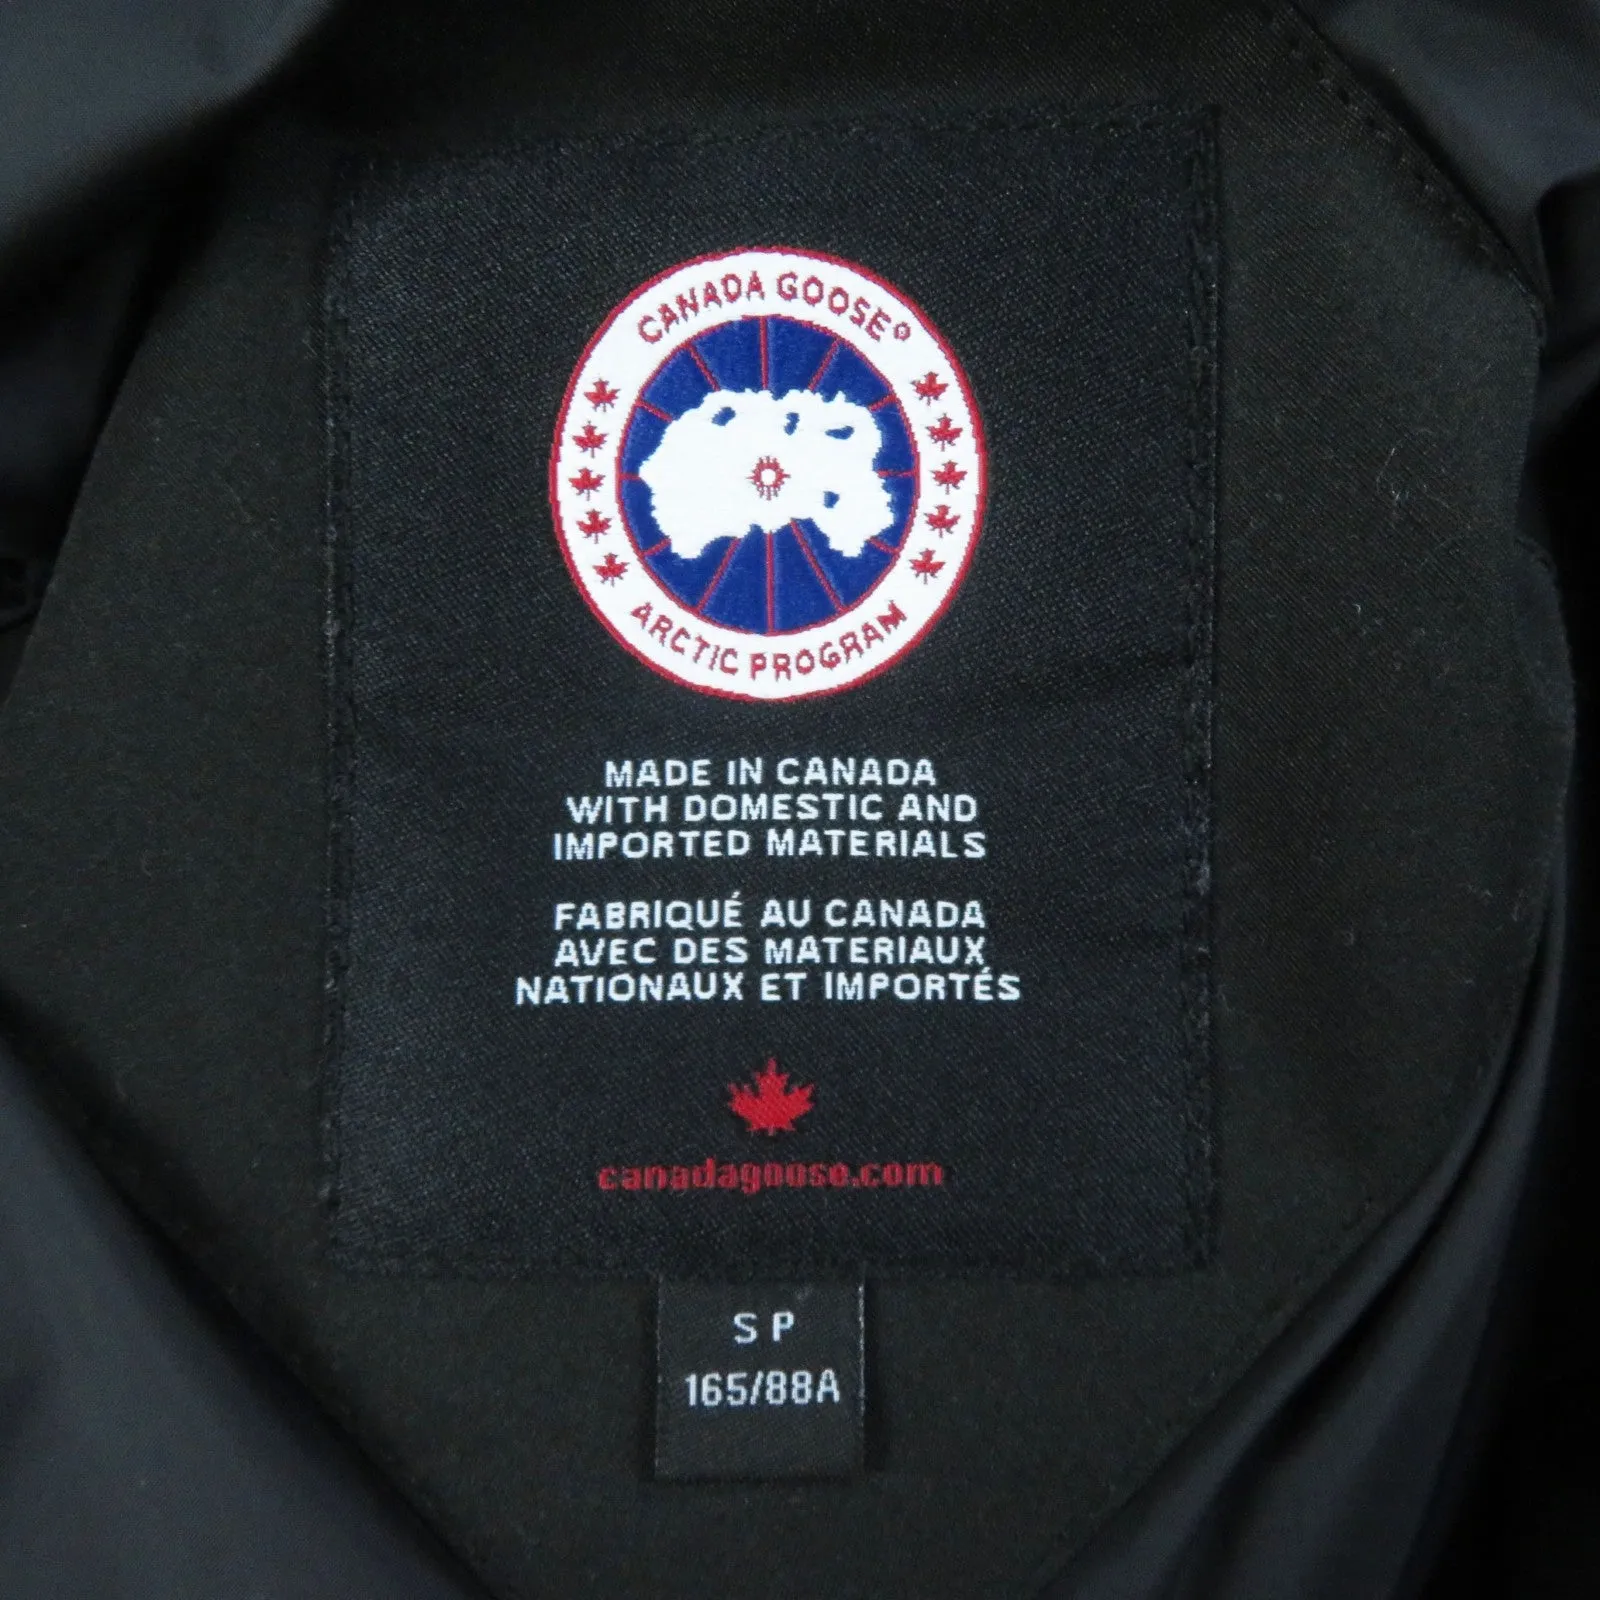 CANADA GOOSE®
ARCTIC PROGRAM
MADE IN CANADA
WITH DOMESTIC AND
IMPORTED MATERIALS
FABRIQUÉ AU CANADA
AVEC DES MATERIAUX
NATIONAUX ET IMPORTÉS
canadagoose.com
S P
165/88A